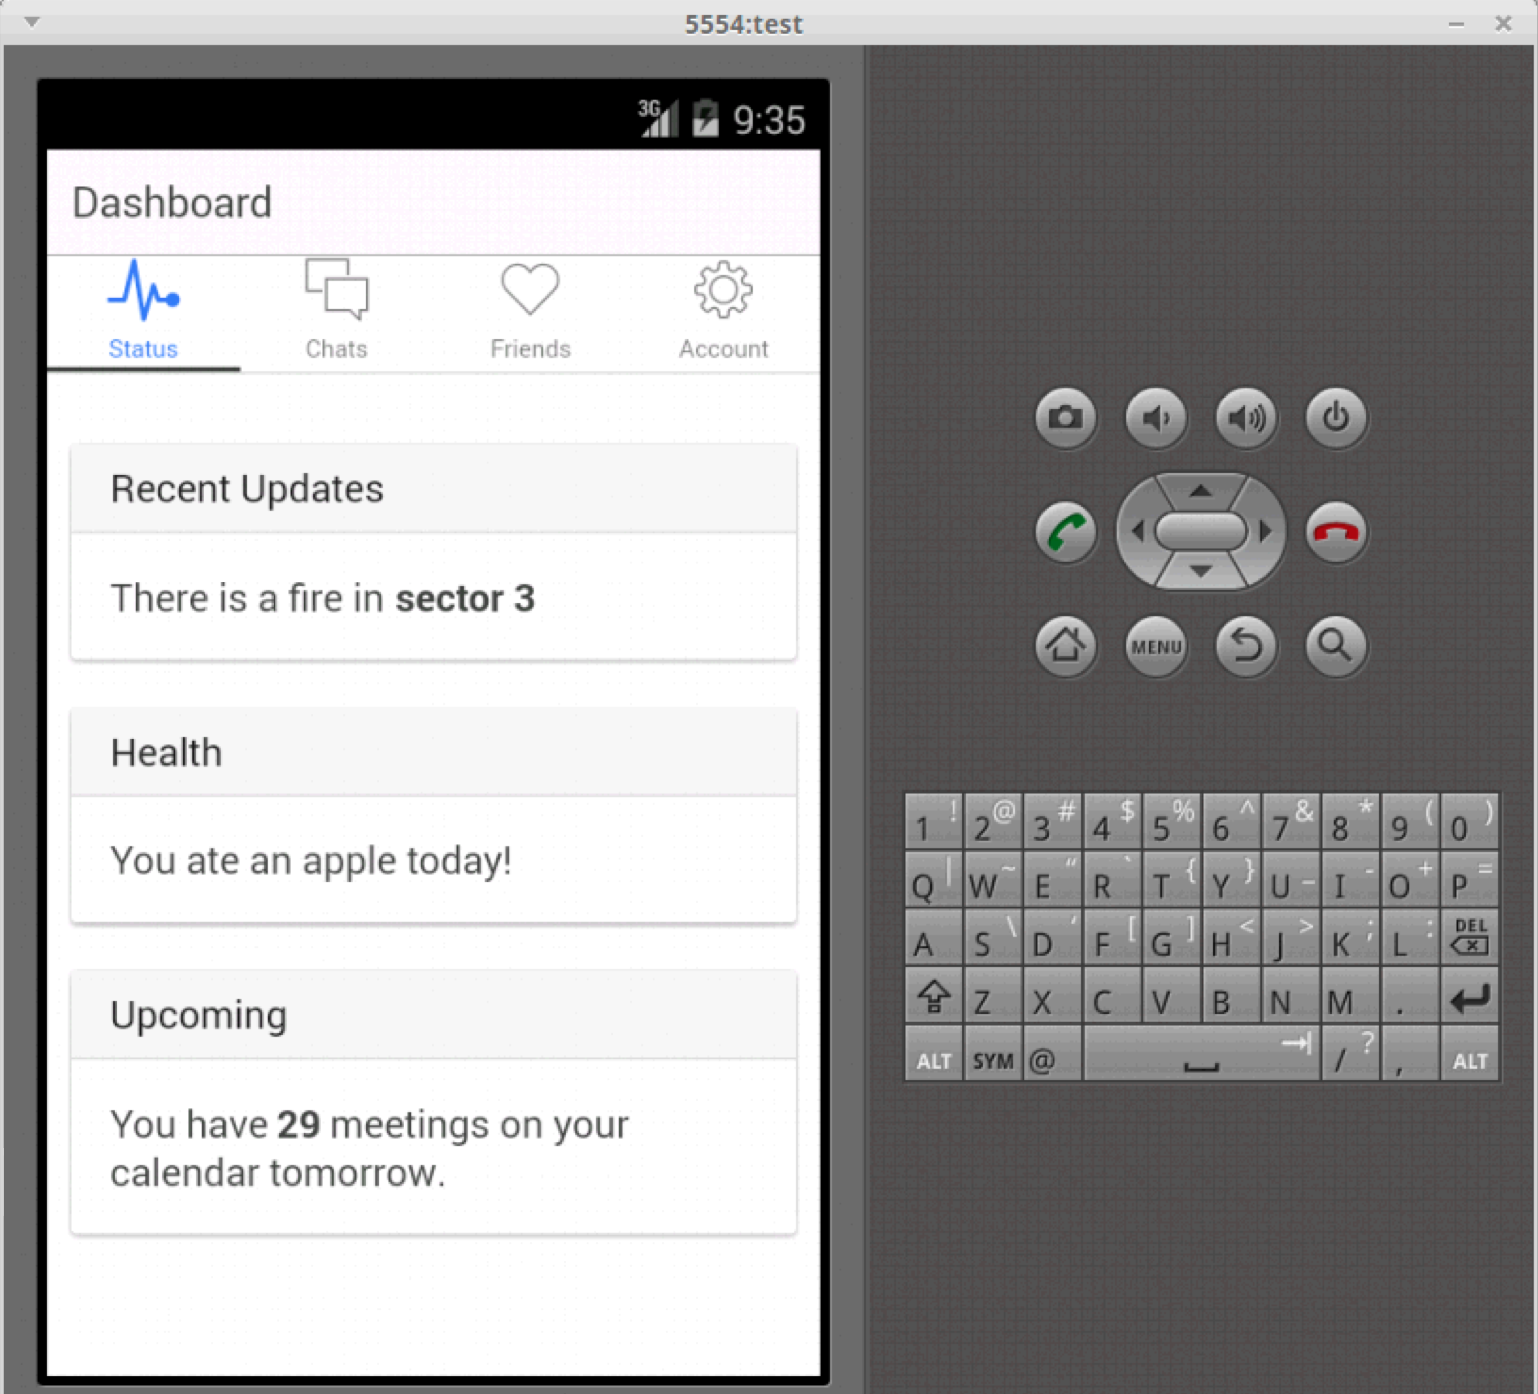 5554:test
3G 9:35
Dashboard
Status Chats Friends Account
Recent Updates
There is a fire in sector 3
Health
You ate an apple today!
Upcoming
You have 29 meetings on your
calendar tomorrow.
MENU
1 ! 2 @ 3 # 4 $ 5 % 6 ^ 7 & 8 * 9 ( 0 )
Q | W ~ E “ R ` T { Y } U _ I - O + P =
A S \ D ‘ F [ G ] H < J > K ; L : DEL
Z X C V B N M .
ALT SYM @ / ? , ALT